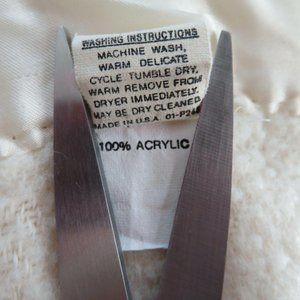 WASHING INSTRUCTIONS
MACHINE WASH,
WARM DELICATE
CYCLE TUMBLE DRY,
WARM REMOVE FROM
DRYER IMMEDIATELY.
MAY BE DRY CLEANED
MADE IN U.S.A.
100% ACRYLIC